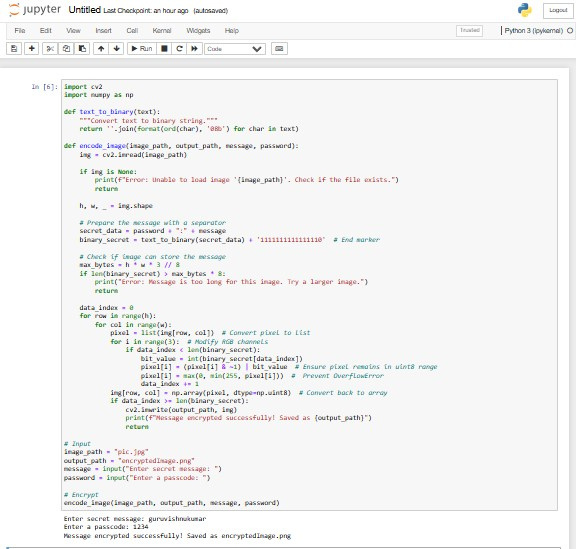 jupyter Untitled Last Checkpoint: an hour ago (autosaved)
Logout
File Edit View Insert Cell Kernel Widgets Help
Trusted
Python 3 (ipykernel)
Run
Code
In [6]:
import cv2
import numpy as np
def text_to_binary(text):
"""Convert text to binary string."""
return ''.join(format(ord(char), '08b') for char in text)
def encode_image(image_path, output_path, message, password):
img = cv2.imread(image_path)
if img is None:
print(f"Error: Unable to load image '{image_path}'. Check if the file exists.")
return
h, w, _ = img.shape
# Prepare the message with a separator
secret_data = password + ":" + message
binary_secret = text_to_binary(secret_data) + '1111111111111110' # End marker
# Check if image can store the message
max_bytes = h * w * 3 // 8
if len(binary_secret) > max_bytes * 8:
print("Error: Message is too long for this image. Try a larger image.")
return
data_index = 0
for row in range(h):
for col in range(w):
pixel = list(img[row, col]) # Convert pixel to list
for i in range(3): # Modify RGB channels
if data_index < len(binary_secret):
bit_value = int(binary_secret[data_index])
pixel[i] = (pixel[i] & ~1) | bit_value # Ensure pixel remains in uint8 range
pixel[i] = max(0, min(255, pixel[i])) # Prevent OverflowError
data_index += 1
img[row, col] = np.array(pixel, dtype=np.uint8) # Convert back to array
if data_index >= len(binary_secret):
cv2.imwrite(output_path, img)
print(f"Message encrypted successfully! Saved as {output_path}")
return
# Input
image_path = "pic.jpg"
output_path = "encryptedImage.png"
message = input("Enter secret message: ")
password = input("Enter a passcode: ")
# Encrypt
encode_image(image_path, output_path, message, password)
Enter secret message: guruvishnukumar
Enter a passcode: 1234
Message encrypted successfully! Saved as encryptedImage.png